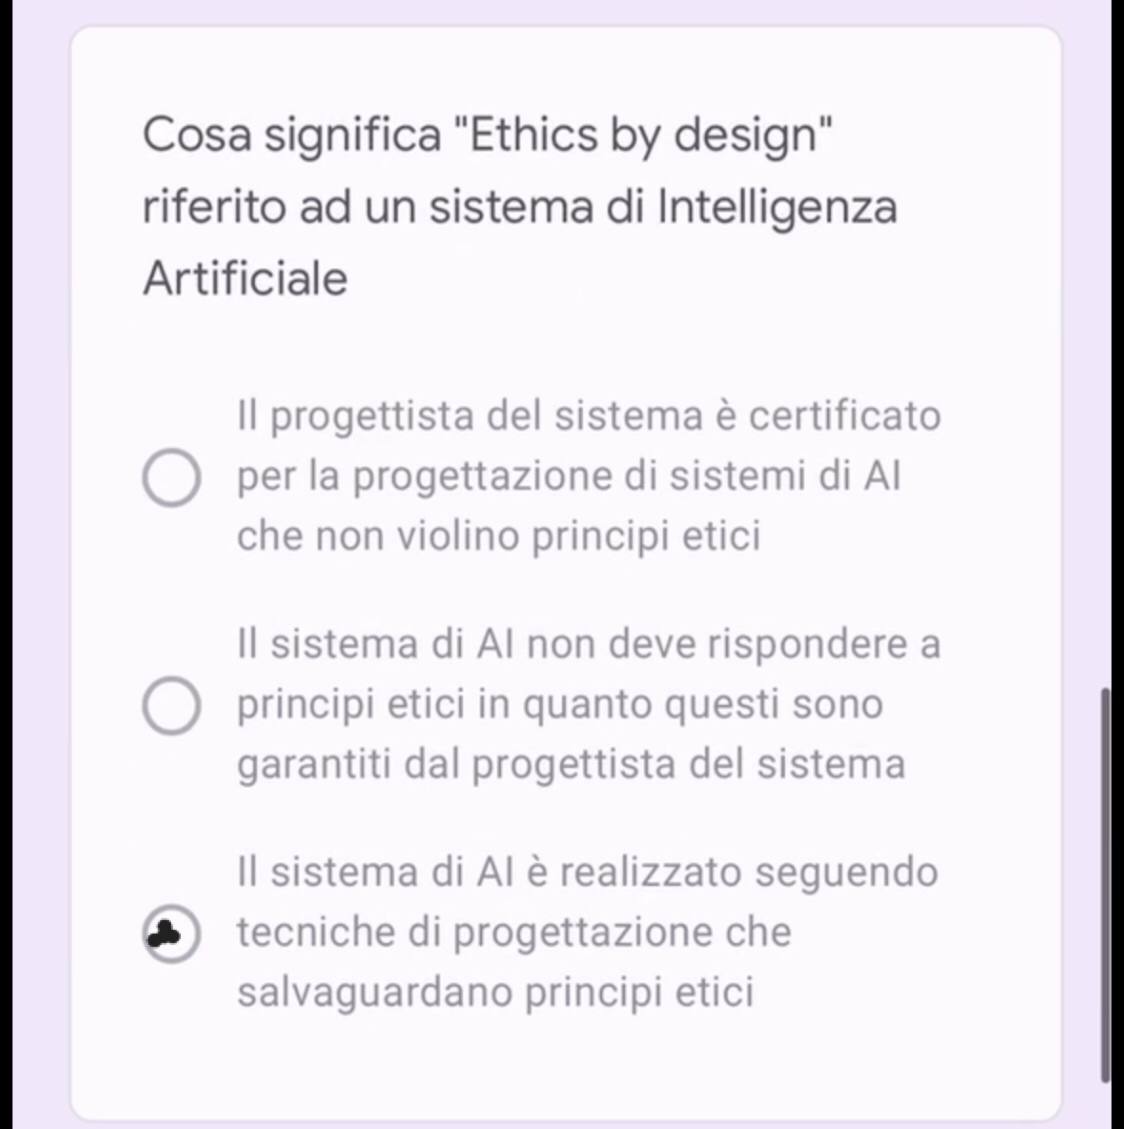 Cosa significa "Ethics by design"
riferito ad un sistema di Intelligenza
Artificiale
Il progettista del sistema è certificato
per la progettazione di sistemi di AI
che non violino principi etici
Il sistema di AI non deve rispondere a
principi etici in quanto questi sono
garantiti dal progettista del sistema
Il sistema di AI è realizzato seguendo
tecniche di progettazione che
salvaguardano principi etici